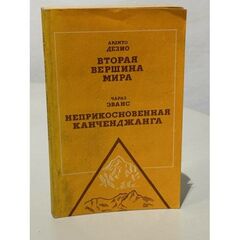 АРДИТО
ДЕЗИО
ВТОРАЯ
ВЕРШИНА
МИРА
ЧАРЛЗ
ЭВАНС
НЕПРИКОСНОВЕННАЯ
КАНЧЕНДЖАНГА